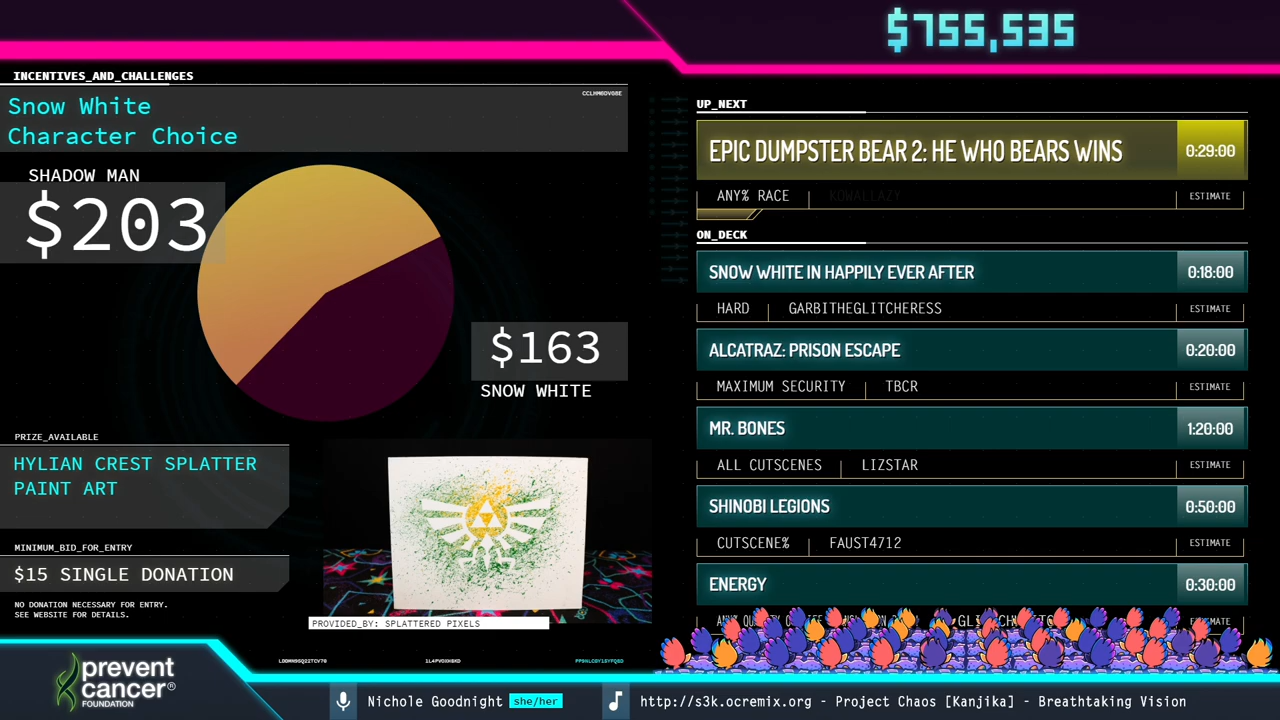 $755,535
INCENTIVES_AND_CHALLENGES
Snow White
Character Choice
SHADOW MAN
$203
$163
SNOW WHITE
PRIZE_AVAILABLE
HYLIAN CREST SPLATTER
PAINT ART
MINIMUM_BID_FOR_ENTRY
$15 SINGLE DONATION
NO DONATION NECESSARY FOR ENTRY.
SEE WEBSITE FOR DETAILS.
PROVIDED_BY: SPLATTERED PIXELS
UP_NEXT
EPIC DUMPSTER BEAR 2: HE WHO BEARS WINS 0:29:00
ANY% RACE KOWALLAZY ESTIMATE
ON_DECK
SNOW WHITE IN HAPPILY EVER AFTER 0:18:00
HARD GARBITHEGLITCHERESS ESTIMATE
ALCATRAZ: PRISON ESCAPE 0:20:00
MAXIMUM SECURITY TBCR ESTIMATE
MR. BONES 1:20:00
ALL CUTSCENES LIZSTAR ESTIMATE
SHINOBI LEGIONS 0:50:00
CUTSCENE% FAUST4712 ESTIMATE
ENERGY 0:30:00
prevent
cancer®
FOUNDATION
Nichole Goodnight she/her
http://s3k.ocremix.org - Project Chaos [Kanjika] - Breathtaking Vision